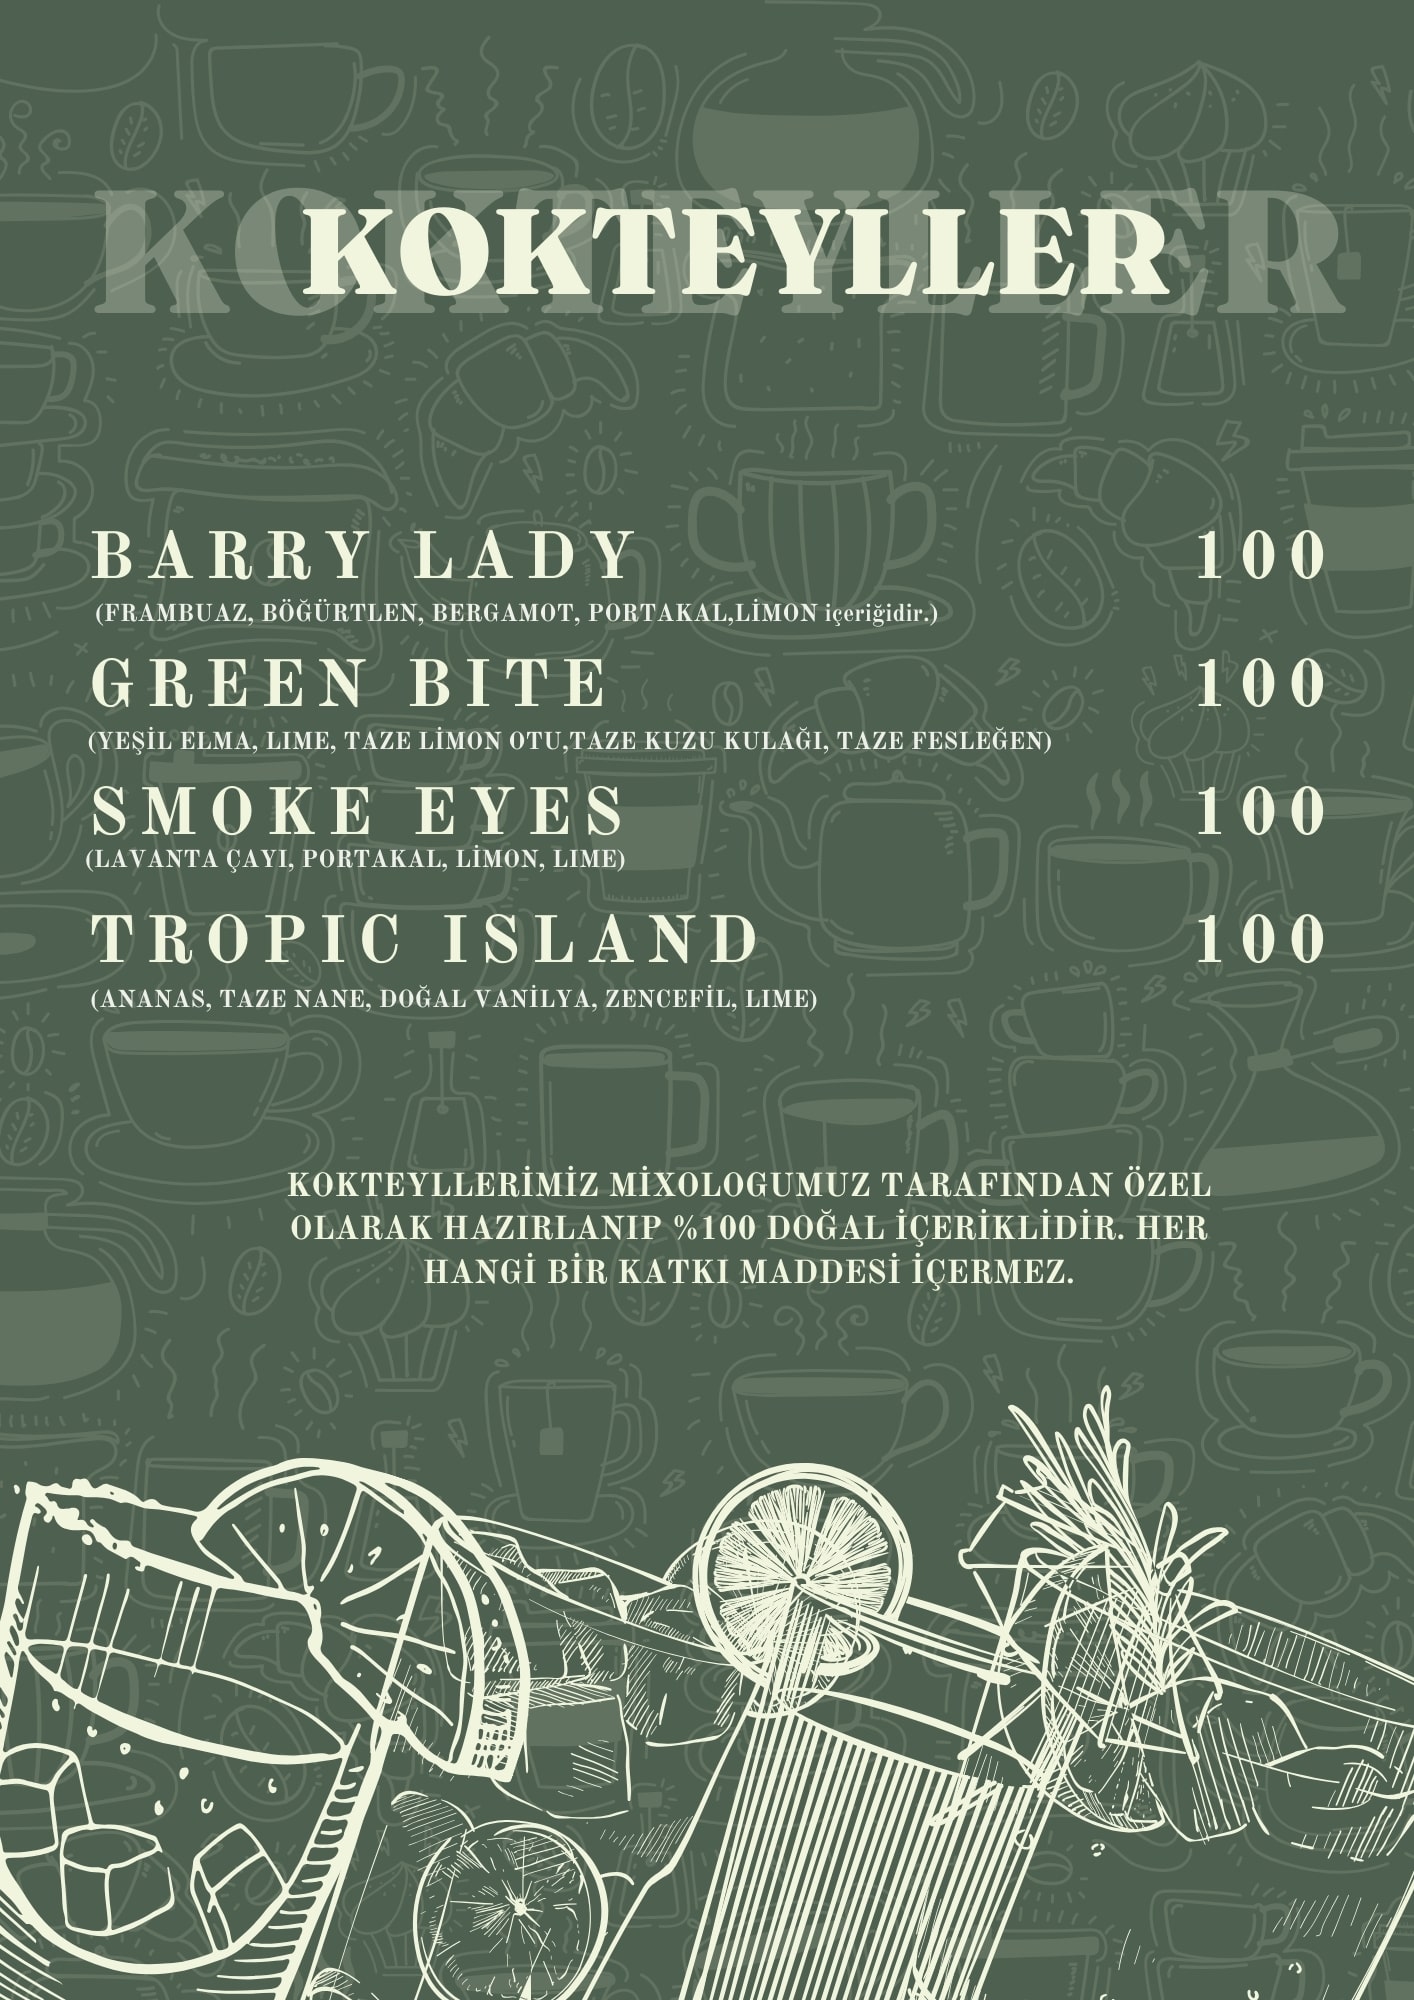 KOKTEYLLER
BARRY LADY 100
(FRAMBUAZ, BÖĞÜRTLEN, BERGAMOT, PORTAKAL,LİMON içeriğidir.)
GREEN BITE 100
(YEŞİL ELMA, LIME, TAZE LİMON OTU,TAZE KUZU KULAĞI, TAZE FESLEĞEN)
SMOKE EYES 100
(LAVANTA ÇAYI, PORTAKAL, LİMON, LIME)
TROPIC ISLAND 100
(ANANAS, TAZE NANE, DOĞAL VANİLYA, ZENCEFİL, LIME)
KOKTEYLLERİMİZ MİXOLOGUMUZ TARAFINDAN ÖZEL
OLARAK HAZIRLANIP %100 DOĞAL İÇERİKLİDİR. HER
HANGİ BİR KATKI MADDESİ İÇERMEZ.